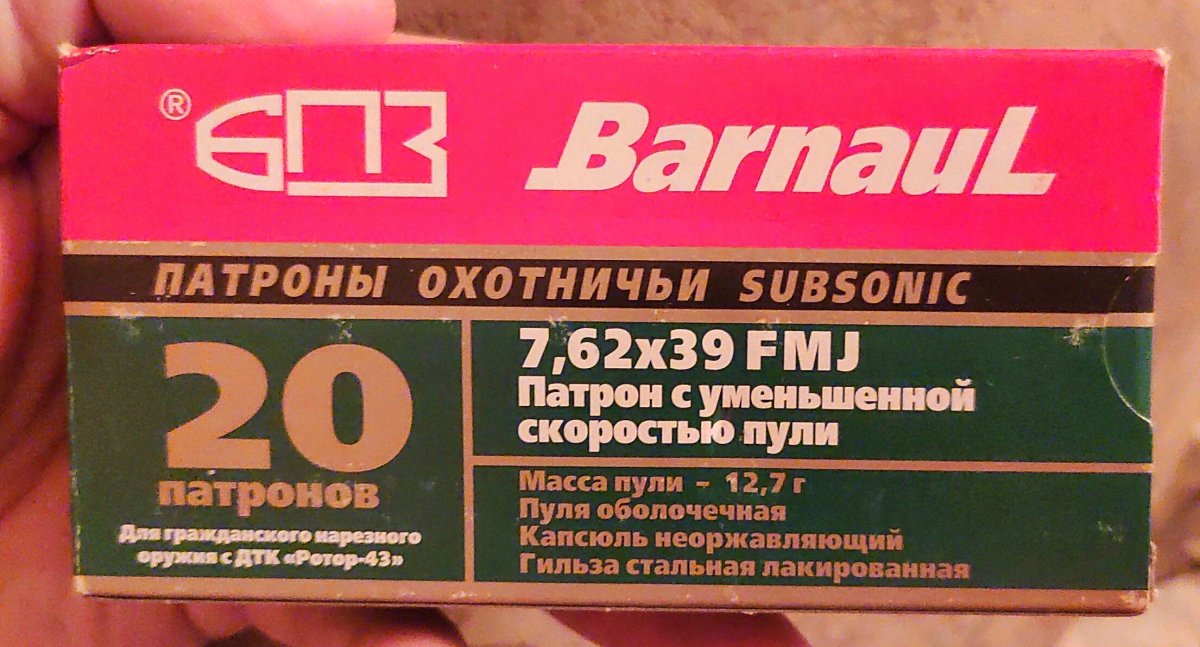 ® БПЗ BarnauL
ПАТРОНЫ ОХОТНИЧЬИ SUBSONIC
20
патронов
Для гражданского нарезного
оружия с ДТК «Ротор-43»
7,62х39 FMJ
Патрон с уменьшенной
скоростью пули
Масса пули – 12,7 г
Пуля оболочечная
Капсюль неоржавляющий
Гильза стальная лакированная